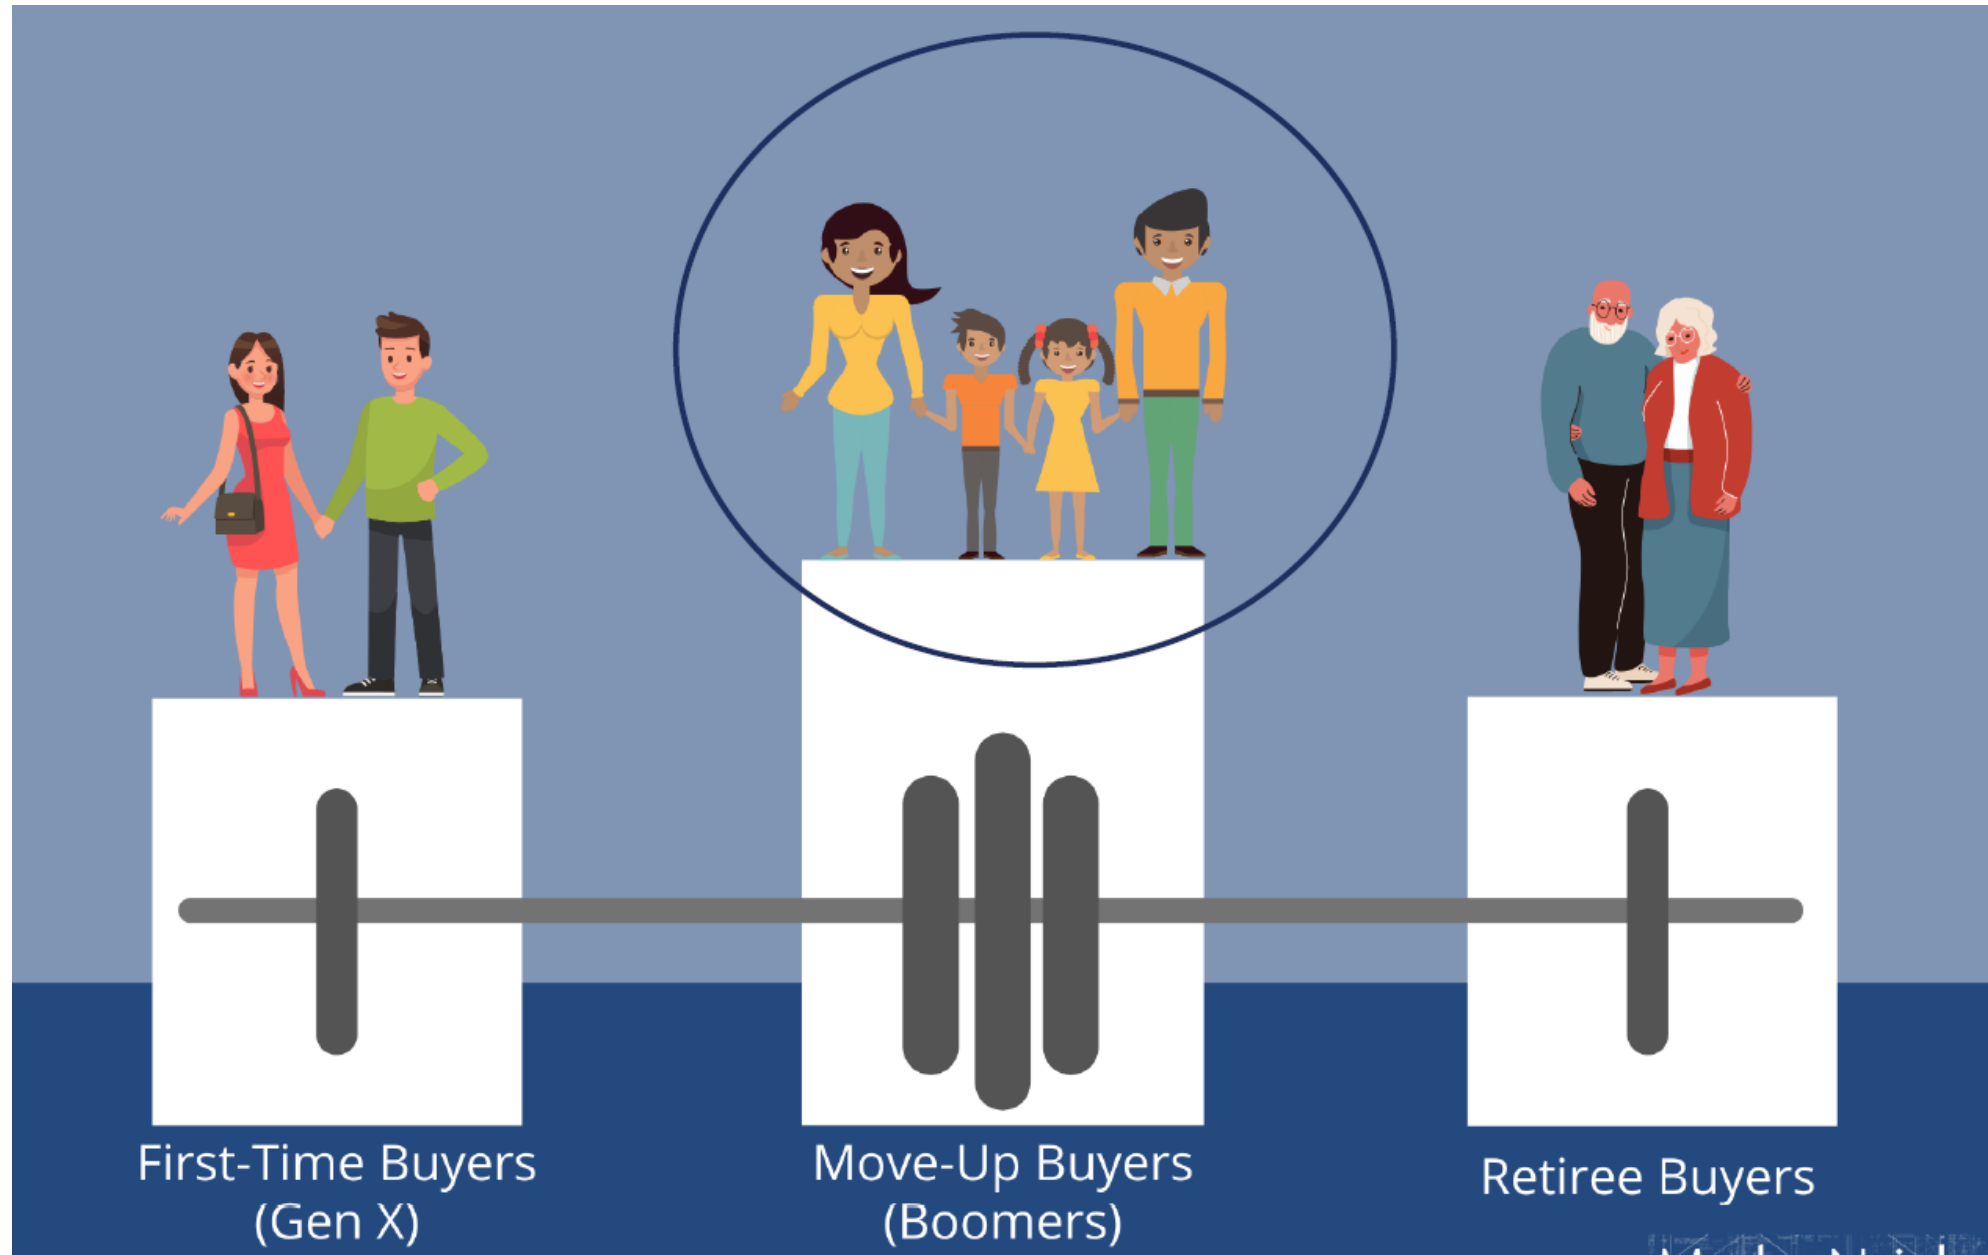 First-Time Buyers
(Gen X)
Move-Up Buyers
(Boomers)
Retiree Buyers